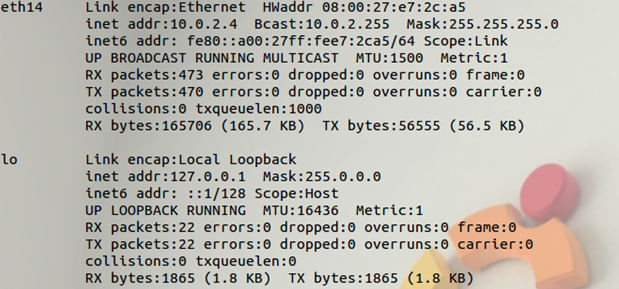 eth14 Link encap:Ethernet HWaddr 08:00:27:e7:2c:a5
inet addr:10.0.2.4 Bcast:10.0.2.255 Mask:255.255.255.0
inet6 addr: fe80::a00:27ff:fee7:2ca5/64 Scope:Link
UP BROADCAST RUNNING MULTICAST MTU:1500 Metric:1
RX packets:473 errors:0 dropped:0 overruns:0 frame:0
TX packets:470 errors:0 dropped:0 overruns:0 carrier:0
collisions:0 txqueuelen:1000
RX bytes:165706 (165.7 KB) TX bytes:56555 (56.5 KB)
lo Link encap:Local Loopback
inet addr:127.0.0.1 Mask:255.0.0.0
inet6 addr: ::1/128 Scope:Host
UP LOOPBACK RUNNING MTU:16436 Metric:1
RX packets:22 errors:0 dropped:0 overruns:0 frame:0
TX packets:22 errors:0 dropped:0 overruns:0 carrier:0
collisions:0 txqueuelen:0
RX bytes:1865 (1.8 KB) TX bytes:1865 (1.8 KB)